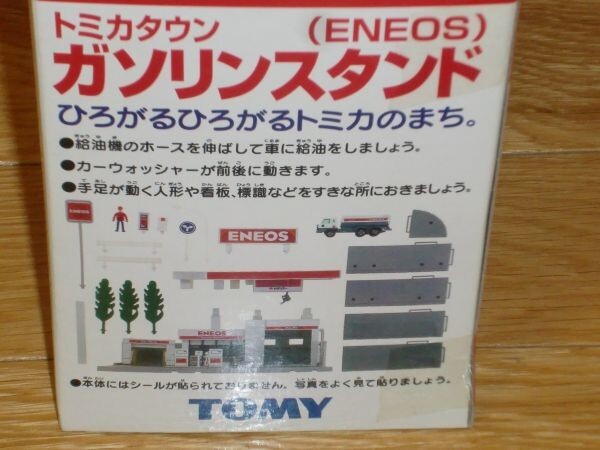 トミカタウン (ENEOS)
ガソリンスタンド
ひろがるひろがるトミカのまち。
●給油機のホースを伸ばして車に給油をしましょう。
●カーウォッシャーが前後に動きます。
●手足が動く人形や看板、標識などをすきな所におきましょう。
ENEOS
ENEOS
●本体にはシールが貼られておりません。写真をよく見て貼りましょう。
TOMY